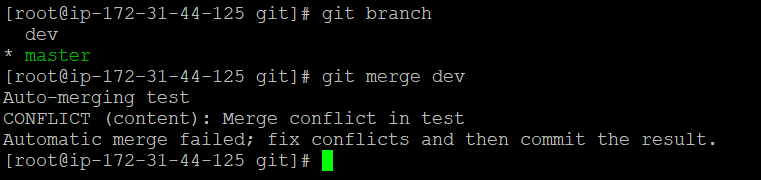 [root@ip-172-31-44-125 git]# git branch
  dev
* master
[root@ip-172-31-44-125 git]# git merge dev
Auto-merging test
CONFLICT (content): Merge conflict in test
Automatic merge failed; fix conflicts and then commit the result.
[root@ip-172-31-44-125 git]#